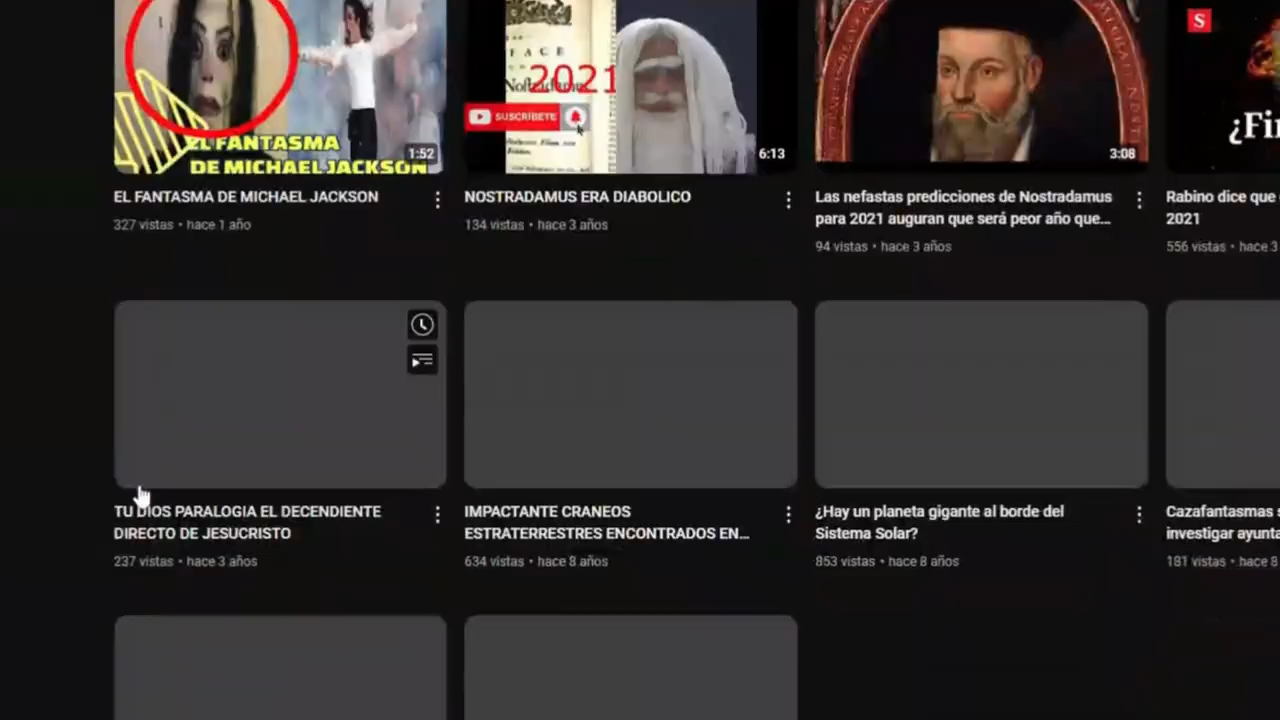 FACE
Nostradamus
2021
SUSCRÍBETE
EL FANTASMA
DE MICHAEL JACKSON
1:52
6:13
3:08
S
¿Fi
EL FANTASMA DE MICHAEL JACKSON
327 vistas • hace 1 año
NOSTRADAMUS ERA DIABOLICO
134 vistas • hace 3 años
Las nefastas predicciones de Nostradamus
para 2021 auguran que será peor año que...
94 vistas • hace 3 años
Rabino dice que
2021
556 vistas • hace 3
TU DIOS PARALOGIA EL DECENDIENTE
DIRECTO DE JESUCRISTO
237 vistas • hace 3 años
IMPACTANTE CRANEOS
ESTRATERRESTRES ENCONTRADOS EN...
634 vistas • hace 8 años
¿Hay un planeta gigante al borde del
Sistema Solar?
853 vistas • hace 8 años
Cazafantasmas s
investigar ayunta
181 vistas • hace 8